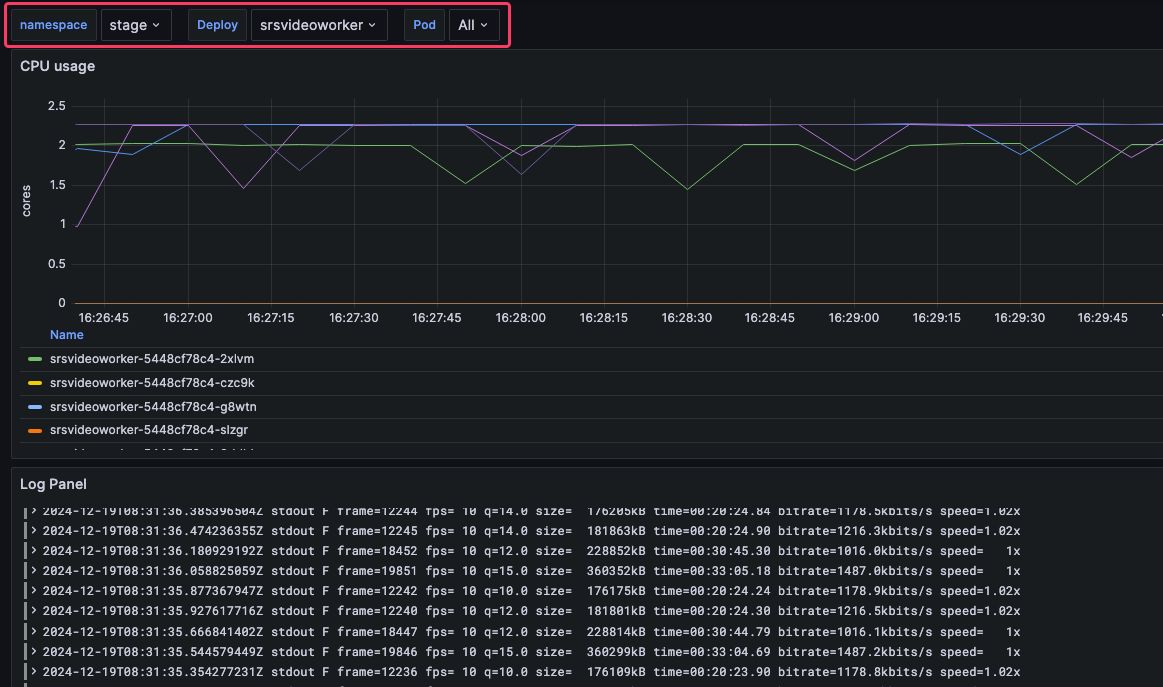 namespace stage Deploy srsvideoworker Pod All
CPU usage
2.5
2
1.5
1
0.5
0
cores
16:26:45 16:27:00 16:27:15 16:27:30 16:27:45 16:28:00 16:28:15 16:28:30 16:28:45 16:29:00 16:29:15 16:29:30 16:29:45
Name
srsvideoworker-5448cf78c4-2xlvm
srsvideoworker-5448cf78c4-czc9k
srsvideoworker-5448cf78c4-g8wtn
srsvideoworker-5448cf78c4-slzgr
Log Panel
2024-12-19T08:31:36.385396504Z stdout F frame=12244 fps= 10 q=14.0 size=  176205kB time=00:20:24.84 bitrate=1178.5kbits/s speed=1.02x
2024-12-19T08:31:36.474236355Z stdout F frame=12245 fps= 10 q=14.0 size=  181863kB time=00:20:24.90 bitrate=1216.3kbits/s speed=1.02x
2024-12-19T08:31:36.180929192Z stdout F frame=18452 fps= 10 q=12.0 size=  228852kB time=00:30:45.30 bitrate=1016.0kbits/s speed=   1x
2024-12-19T08:31:36.058825059Z stdout F frame=19851 fps= 10 q=15.0 size=  360352kB time=00:33:05.18 bitrate=1487.0kbits/s speed=   1x
2024-12-19T08:31:35.877367947Z stdout F frame=12242 fps= 10 q=10.0 size=  176175kB time=00:20:24.24 bitrate=1178.9kbits/s speed=1.02x
2024-12-19T08:31:35.927617716Z stdout F frame=12240 fps= 10 q=12.0 size=  181801kB time=00:20:24.30 bitrate=1216.5kbits/s speed=1.02x
2024-12-19T08:31:35.666841402Z stdout F frame=18447 fps= 10 q=12.0 size=  228814kB time=00:30:44.79 bitrate=1016.1kbits/s speed=   1x
2024-12-19T08:31:35.544579449Z stdout F frame=19846 fps= 10 q=15.0 size=  360299kB time=00:33:04.69 bitrate=1487.2kbits/s speed=   1x
2024-12-19T08:31:35.354277231Z stdout F frame=12236 fps= 10 q=10.0 size=  176109kB time=00:20:23.90 bitrate=1178.8kbits/s speed=1.02x